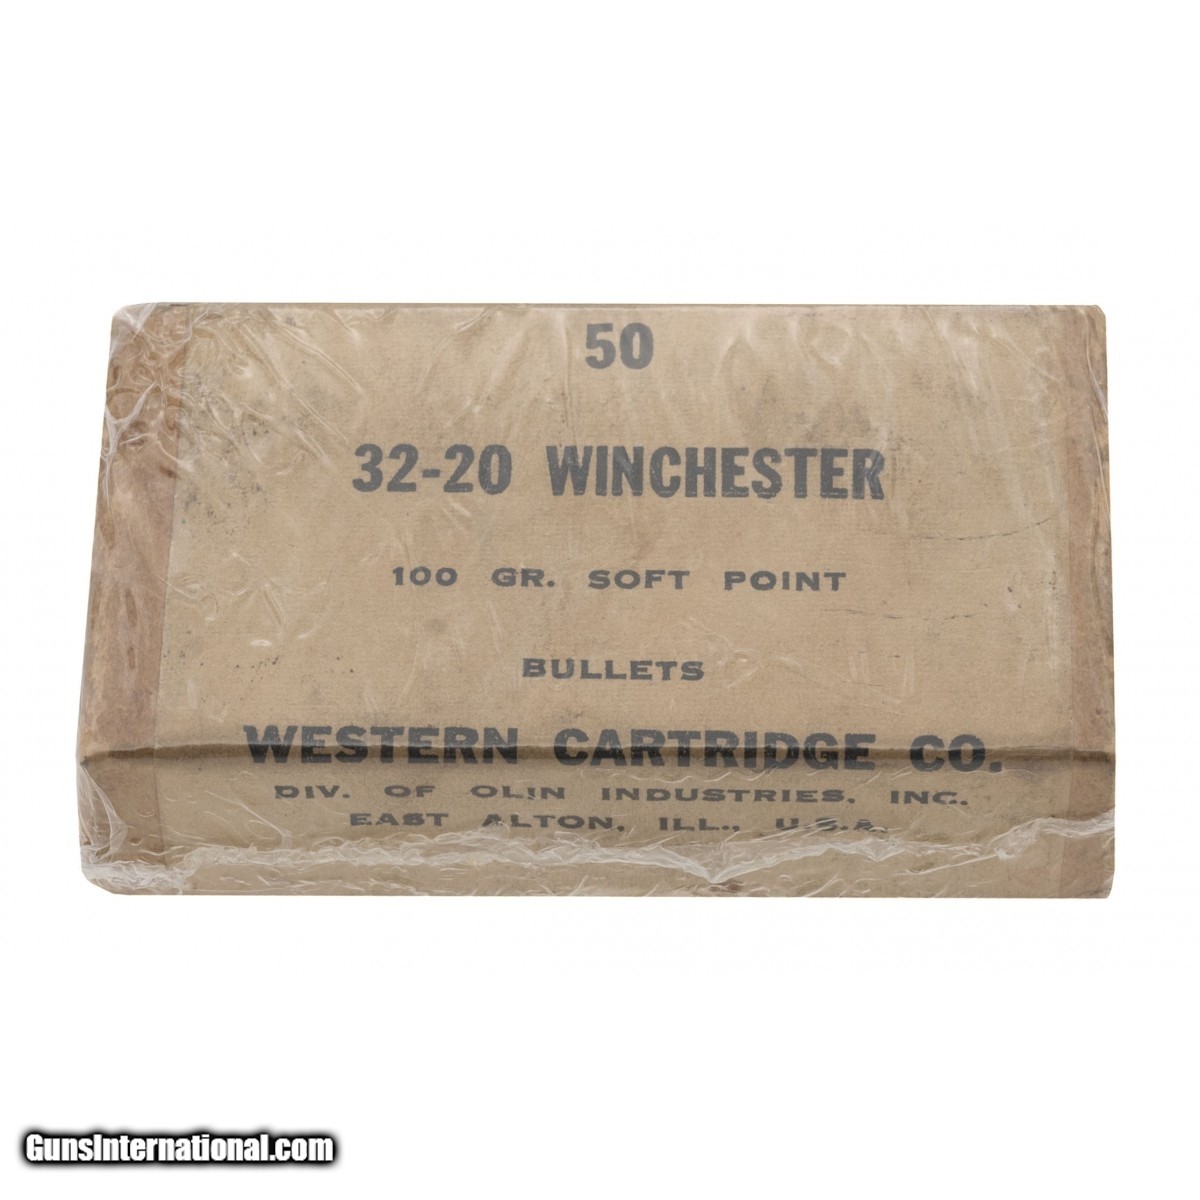 50
32-20 WINCHESTER
100 GR. SOFT POINT
BULLETS
WESTERN CARTRIDGE CO.
DIV. OF OLIN INDUSTRIES, INC.
EAST ALTON, ILL., U.S.A.
GunsInternational.com